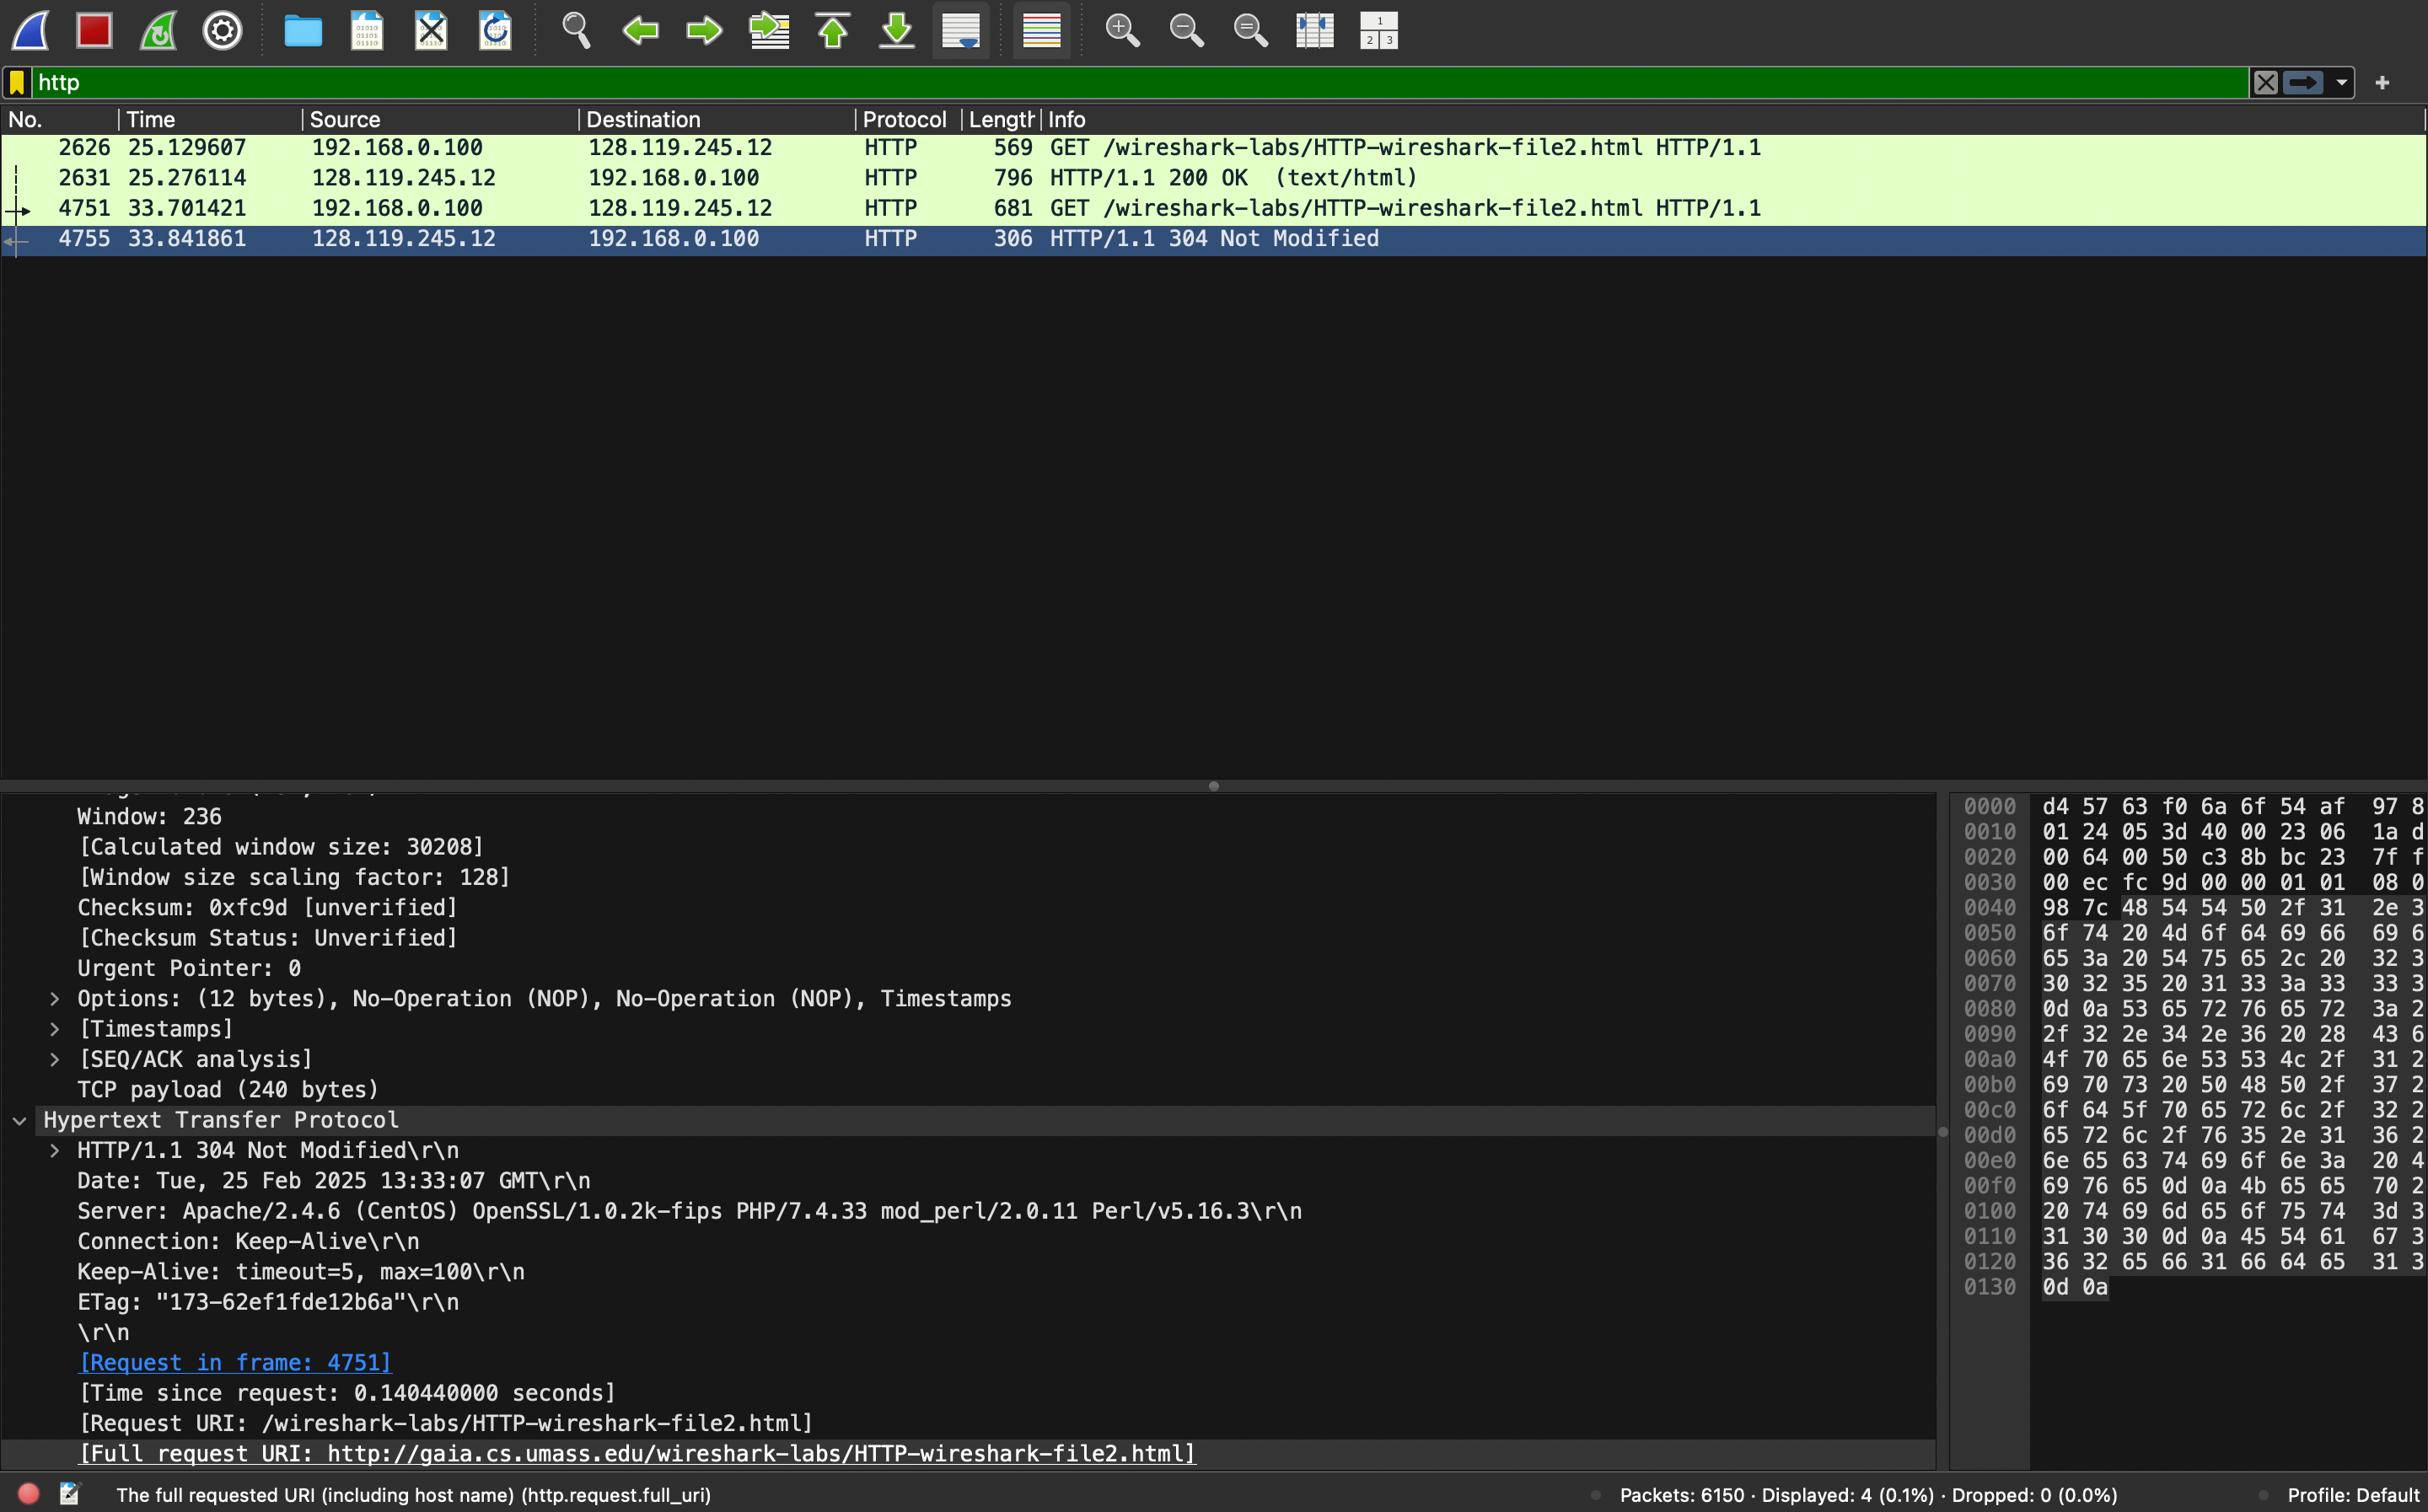 http
No. Time Source Destination Protocol Length Info
2626 25.129607 192.168.0.100 128.119.245.12 HTTP 569 GET /wireshark-labs/HTTP-wireshark-file2.html HTTP/1.1
2631 25.276114 128.119.245.12 192.168.0.100 HTTP 796 HTTP/1.1 200 OK (text/html)
4751 33.701421 192.168.0.100 128.119.245.12 HTTP 681 GET /wireshark-labs/HTTP-wireshark-file2.html HTTP/1.1
4755 33.841861 128.119.245.12 192.168.0.100 HTTP 306 HTTP/1.1 304 Not Modified
Window: 236
[Calculated window size: 30208]
[Window size scaling factor: 128]
Checksum: 0xfc9d [unverified]
[Checksum Status: Unverified]
Urgent Pointer: 0
Options: (12 bytes), No-Operation (NOP), No-Operation (NOP), Timestamps
[Timestamps]
[SEQ/ACK analysis]
TCP payload (240 bytes)
Hypertext Transfer Protocol
HTTP/1.1 304 Not Modified\r\n
Date: Tue, 25 Feb 2025 13:33:07 GMT\r\n
Server: Apache/2.4.6 (CentOS) OpenSSL/1.0.2k-fips PHP/7.4.33 mod_perl/2.0.11 Perl/v5.16.3\r\n
Connection: Keep-Alive\r\n
Keep-Alive: timeout=5, max=100\r\n
ETag: "173-62ef1fde12b6a"\r\n
\r\n
[Request in frame: 4751]
[Time since request: 0.140440000 seconds]
[Request URI: /wireshark-labs/HTTP-wireshark-file2.html]
[Full request URI: http://gaia.cs.umass.edu/wireshark-labs/HTTP-wireshark-file2.html]
0000 d4 57 63 f0 6a 6f 54 af 97 8
0010 01 24 05 3d 40 00 23 06 1a d
0020 00 64 00 50 c3 8b bc 23 7f f
0030 00 ec fc 9d 00 00 01 01 08 0
0040 98 7c 48 54 54 50 2f 31 2e 3
0050 6f 74 20 4d 6f 64 69 66 69 6
0060 65 3a 20 54 75 65 2c 20 32 3
0070 30 32 35 20 31 33 3a 33 33 3
0080 0d 0a 53 65 72 76 65 72 3a 2
0090 2f 32 2e 34 2e 36 20 28 43 6
00a0 4f 70 65 6e 53 53 4c 2f 31 2
00b0 69 70 73 20 50 48 50 2f 37 2
00c0 6f 64 5f 70 65 72 6c 2f 32 2
00d0 65 72 6c 2f 76 35 2e 31 36 2
00e0 6e 65 63 74 69 6f 6e 3a 20 4
00f0 69 76 65 0d 0a 4b 65 65 70 2
0100 20 74 69 6d 65 6f 75 74 3d 3
0110 31 30 30 0d 0a 45 54 61 67 3
0120 36 32 65 66 31 66 64 65 31 3
0130 0d 0a
The full requested URI (including host name) (http.request.full_uri)
Packets: 6150 · Displayed: 4 (0.1%) · Dropped: 0 (0.0%)
Profile: Default